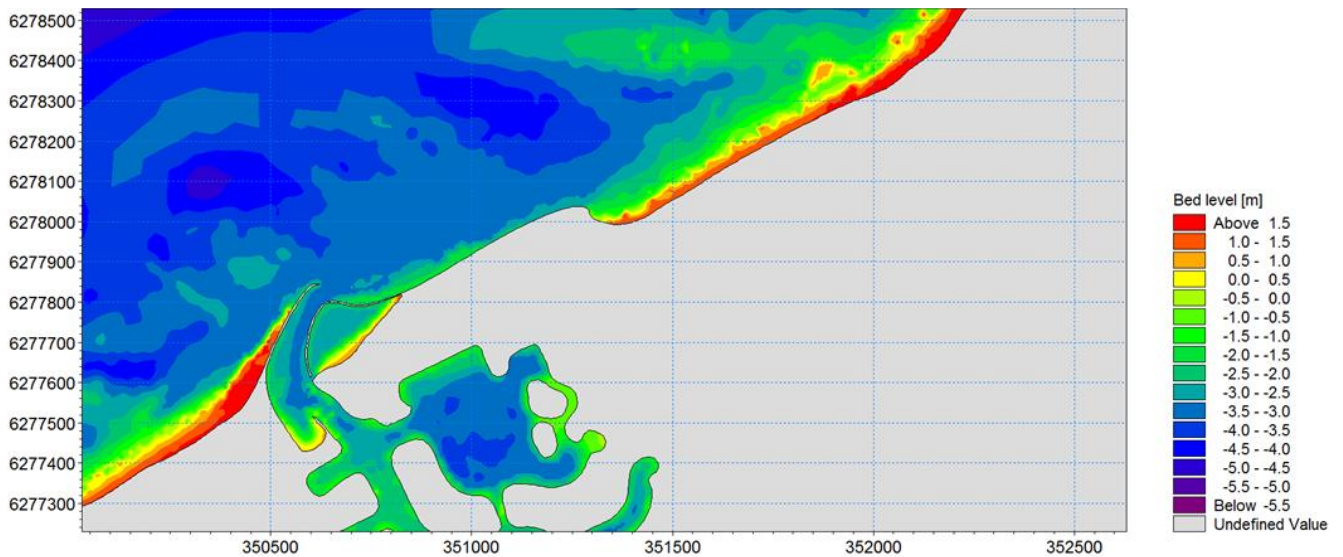 6278500
6278400
6278300
6278200
6278100
6278000
6277900
6277800
6277700
6277600
6277500
6277400
6277300
350500 351000 351500 352000 352500
Bed level [m]
Above 1.5
1.0 - 1.5
0.5 - 1.0
0.0 - 0.5
-0.5 - 0.0
-1.0 - -0.5
-1.5 - -1.0
-2.0 - -1.5
-2.5 - -2.0
-3.0 - -2.5
-3.5 - -3.0
-4.0 - -3.5
-4.5 - -4.0
-5.0 - -4.5
-5.5 - -5.0
Below -5.5
Undefined Value